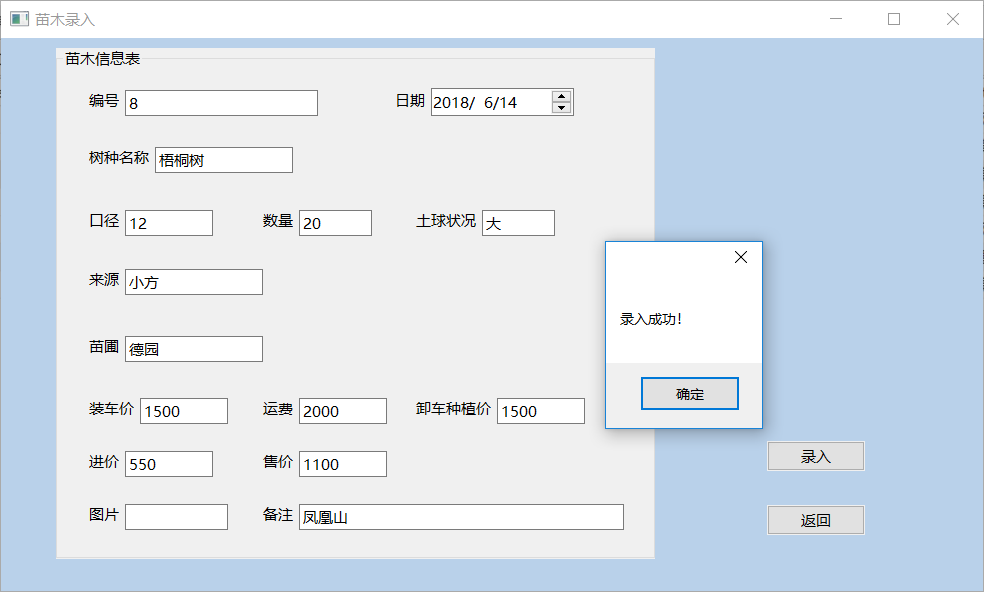 苗木录入
苗木信息表
编号 8 日期 2018/ 6/14
树种名称 梧桐树
口径 12 数量 20 土球状况 大
来源 小方
录入成功!
苗圃 德园
确定
装车价 1500 运费 2000 卸车种植价 1500
进价 550 售价 1100
录入
图片 备注 凤凰山
返回